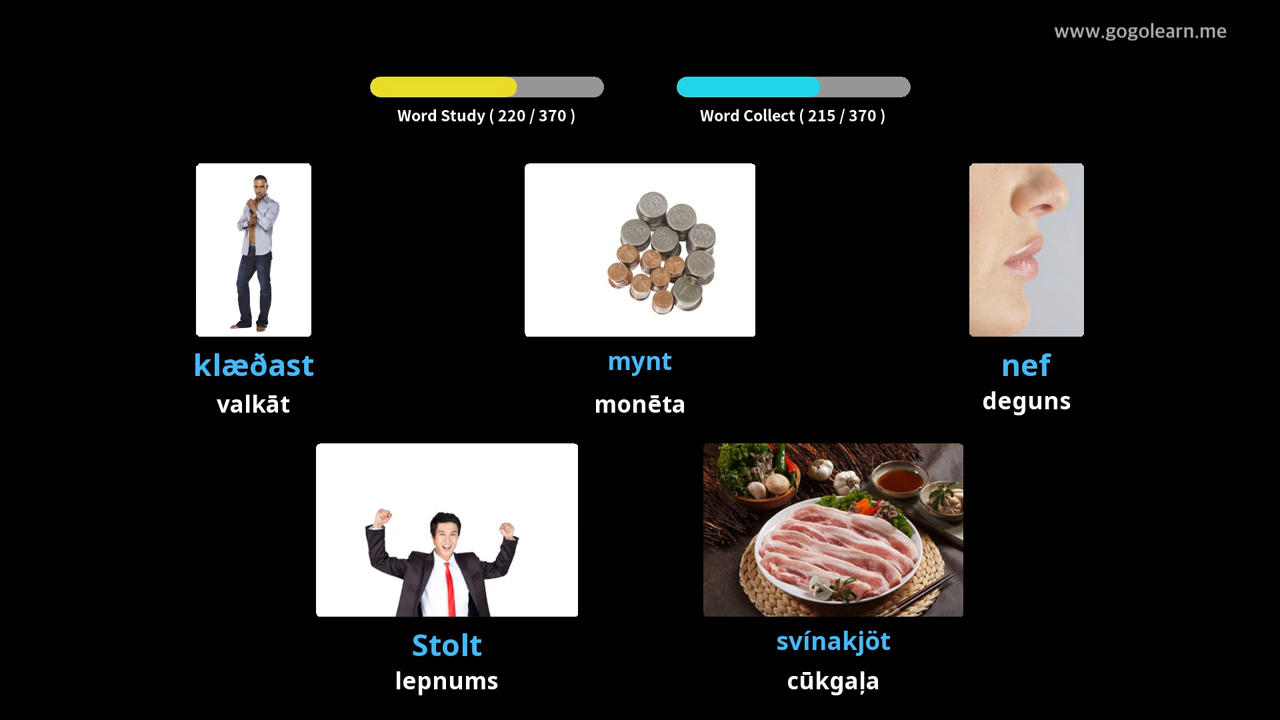 www.gogolearn.me
Word Study ( 220 / 370 )
Word Collect ( 215 / 370 )
klæðast
valkāt
mynt
monēta
nef
deguns
Stolt
lepnums
svínakjöt
cūkgaļa